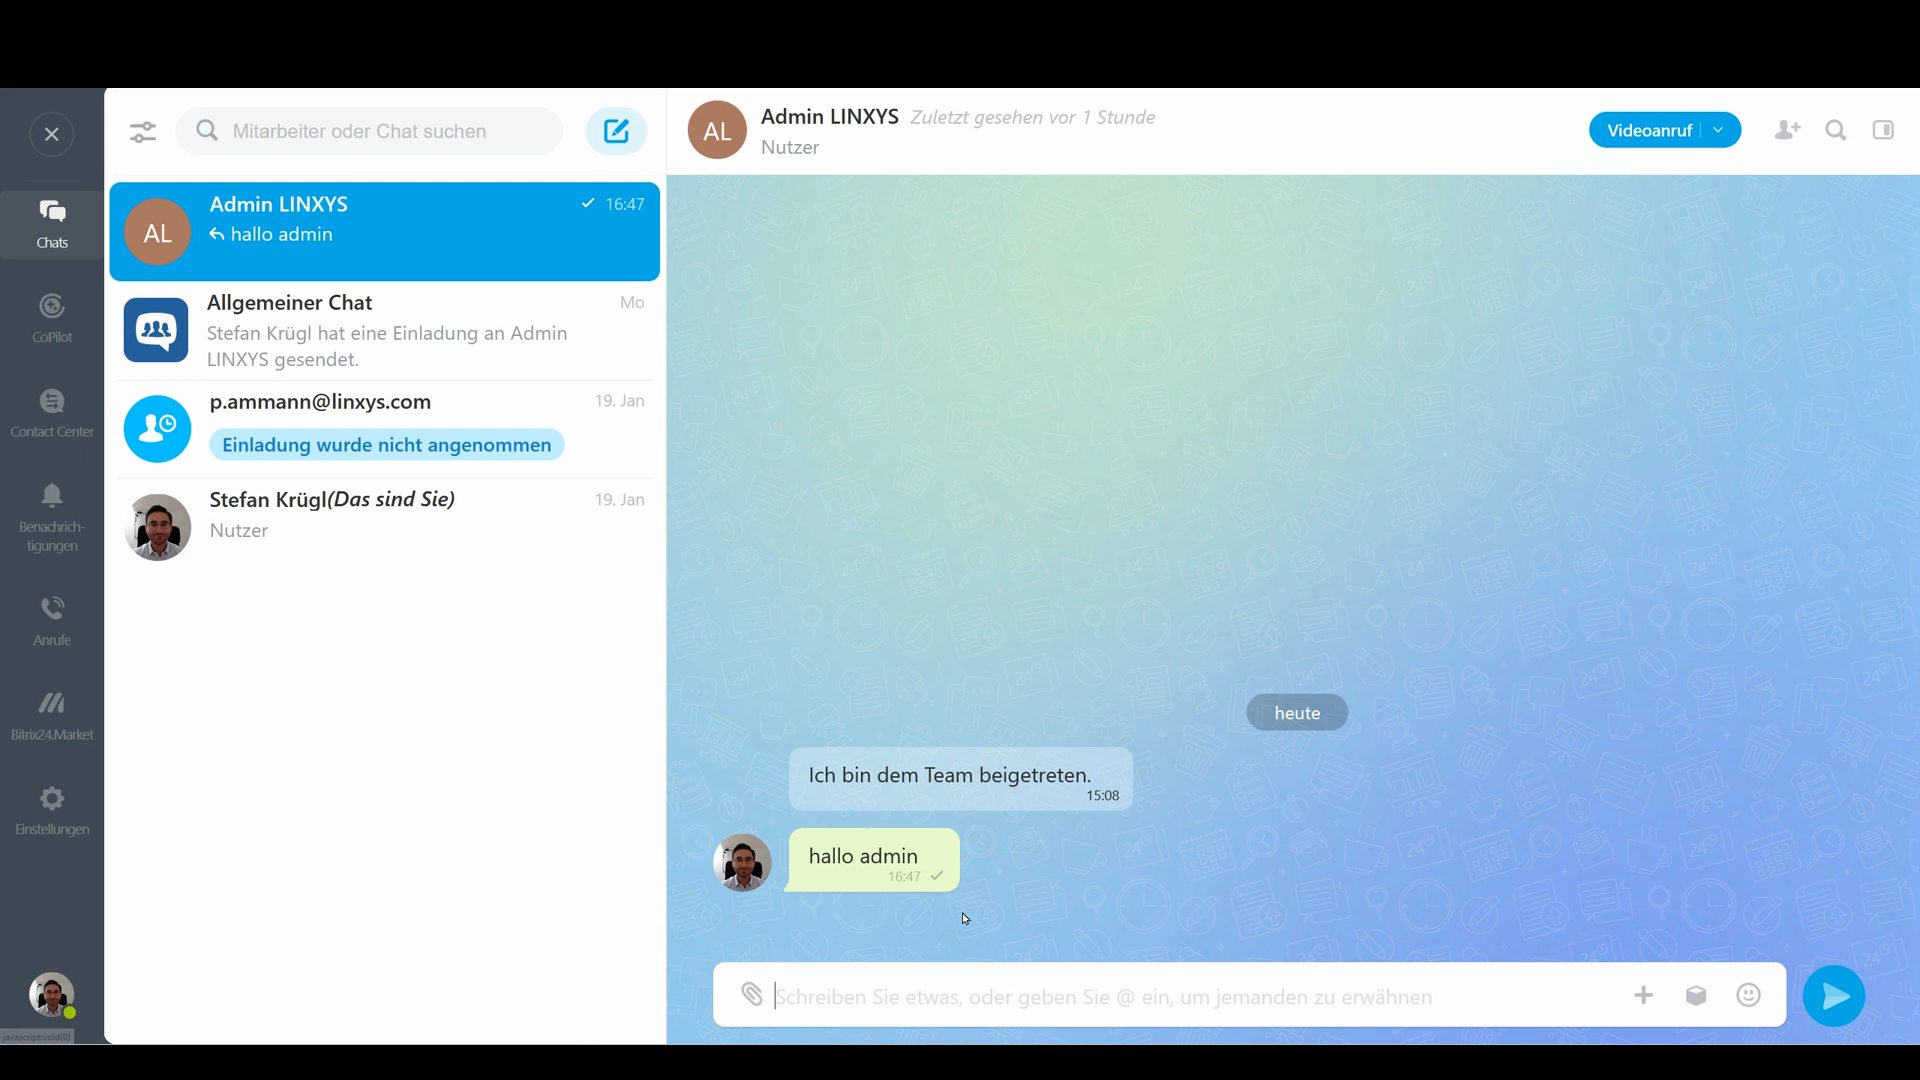 Mitarbeiter oder Chat suchen
AL
Admin LINXYS Zuletzt gesehen vor 1 Stunde
Nutzer
Videoanruf
Chats
CoPilot
Contact Center
Benachrich-
tigungen
Anrufe
Bitrix24.Market
Einstellungen
javascript:void(0)
AL
Admin LINXYS
16:47
hallo admin
Allgemeiner Chat
Mo
Stefan Krügl hat eine Einladung an Admin
LINXYS gesendet.
p.ammann@linxys.com
19. Jan
Einladung wurde nicht angenommen
Stefan Krügl(Das sind Sie)
19. Jan
Nutzer
heute
Ich bin dem Team beigetreten.
15:08
hallo admin
16:47
Schreiben Sie etwas, oder geben Sie @ ein, um jemanden zu erwähnen